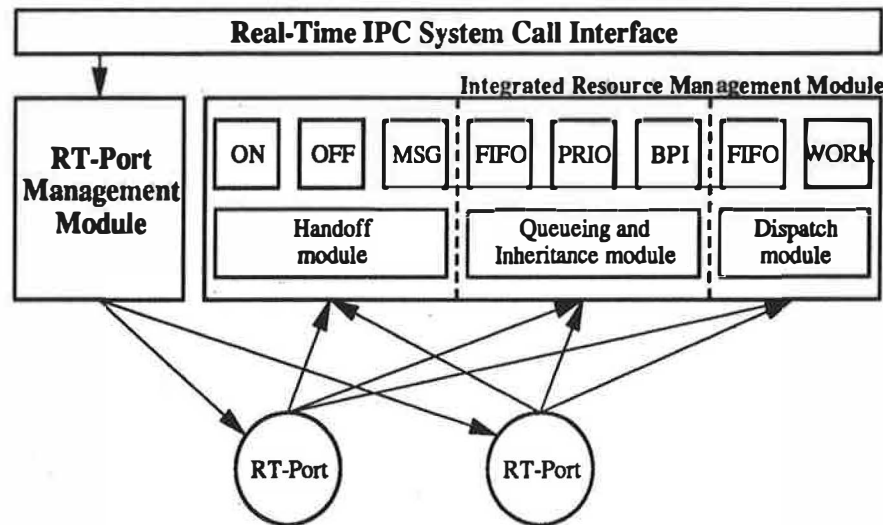 Real-Time IPC System Call Interface
Integrated Resource Management Module
RT-Port
Management
Module
ON OFF MSG FIFO PRIO BPI FIFO WORK
Handoff
module
Queueing and
Inheritance module
Dispatch
module
RT-Port RT-Port